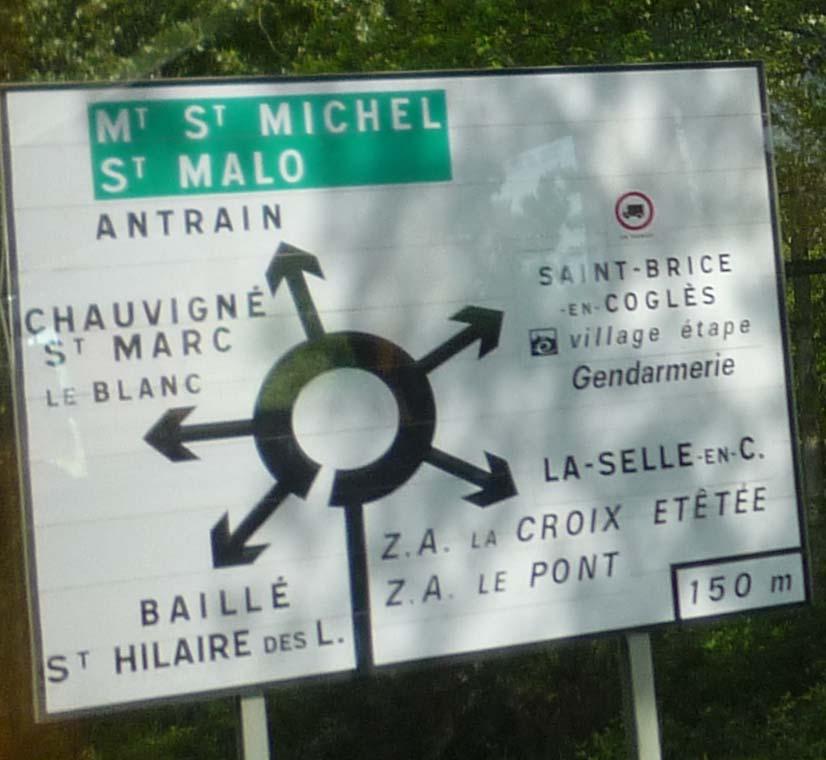 Mᵀ Sᵀ MICHEL
Sᵀ MALO
ANTRAIN
CHAUVIGNÉ
Sᵀ MARC
LE BLANC
SAINT-BRICE
-EN-COGLÈS
village étape
Gendarmerie
LA-SELLE-EN-C.
Z.A. LA CROIX ETÊTÉE
Z.A. LE PONT
BAILLÉ
Sᵀ HILAIRE DES L.
150 m